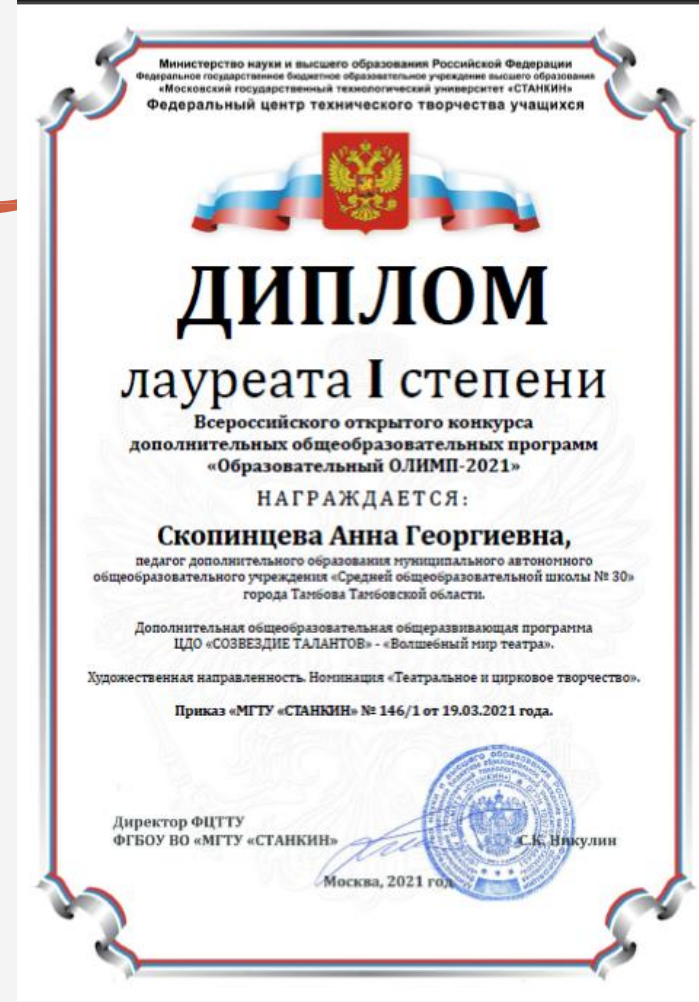 Министерство науки и высшего образования Российской Федерации
Федеральное государственное бюджетное образовательное учреждение высшего образования
«Московский государственный технологический университет «СТАНКИН»
Федеральный центр технического творчества учащихся
ДИПЛОМ
лауреата I степени
Всероссийского открытого конкурса
дополнительных общеобразовательных программ
«Образовательный ОЛИМП-2021»
НАГРАЖДАЕТСЯ:
Скопинцева Анна Георгиевна,
педагог дополнительного образования муниципального автономного
общеобразовательного учреждения «Средней общеобразовательной школы № 30»
города Тамбова Тамбовской области.
Дополнительная общеобразовательная общеразвивающая программа
ЦДО «СОЗВЕЗДИЕ ТАЛАНТОВ» - «Волшебный мир театра».
Художественная направленность. Номинация «Театральное и цирковое творчество».
Приказ «МГТУ «СТАНКИН» № 146/1 от 19.03.2021 года.
Директор ФЦТТУ
ФГБОУ ВО «МГТУ «СТАНКИН»
С.К. Никулин
Москва, 2021 год